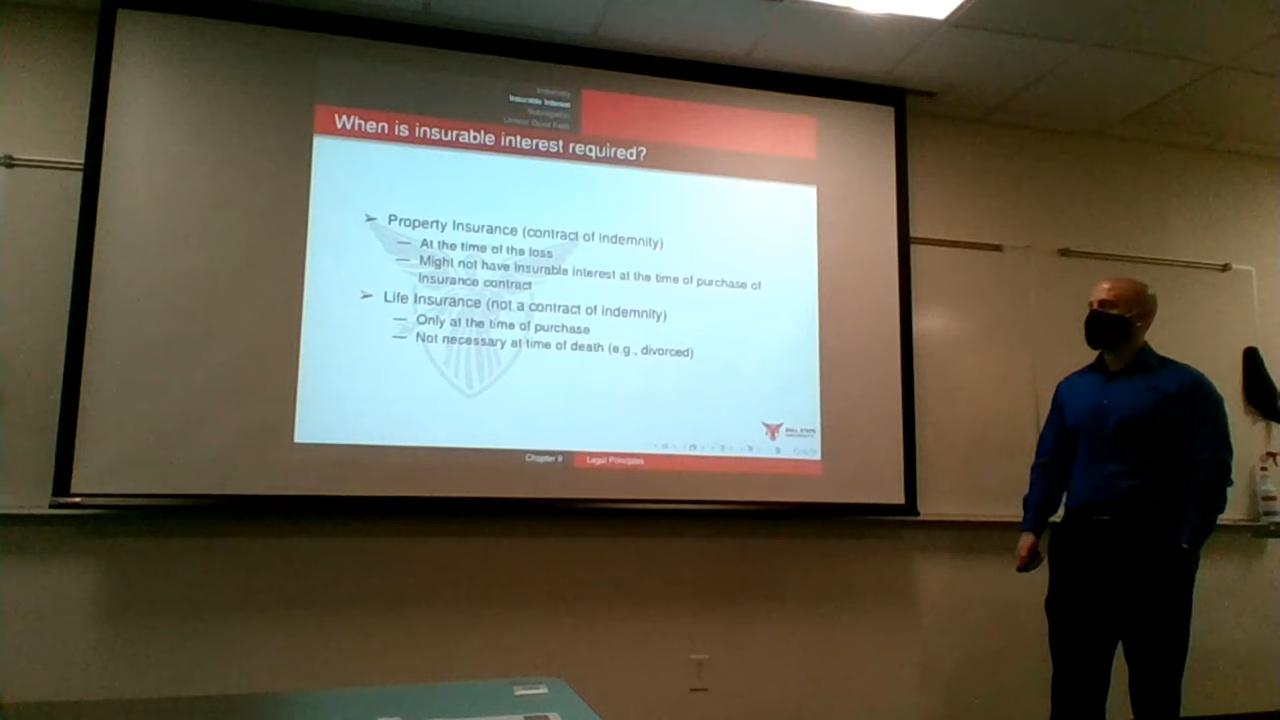 Indemnity
Insurable Interest
Subrogation
Utmost Good Faith
When is insurable interest required?
➢ Property Insurance (contract of indemnity)
— At the time of the loss
— Might not have insurable interest at the time of purchase of
insurance contract
➢ Life Insurance (not a contract of indemnity)
— Only at the time of purchase
— Not necessary at time of death (e.g., divorced)
BALL STATE
UNIVERSITY
Chapter 9 Legal Principles